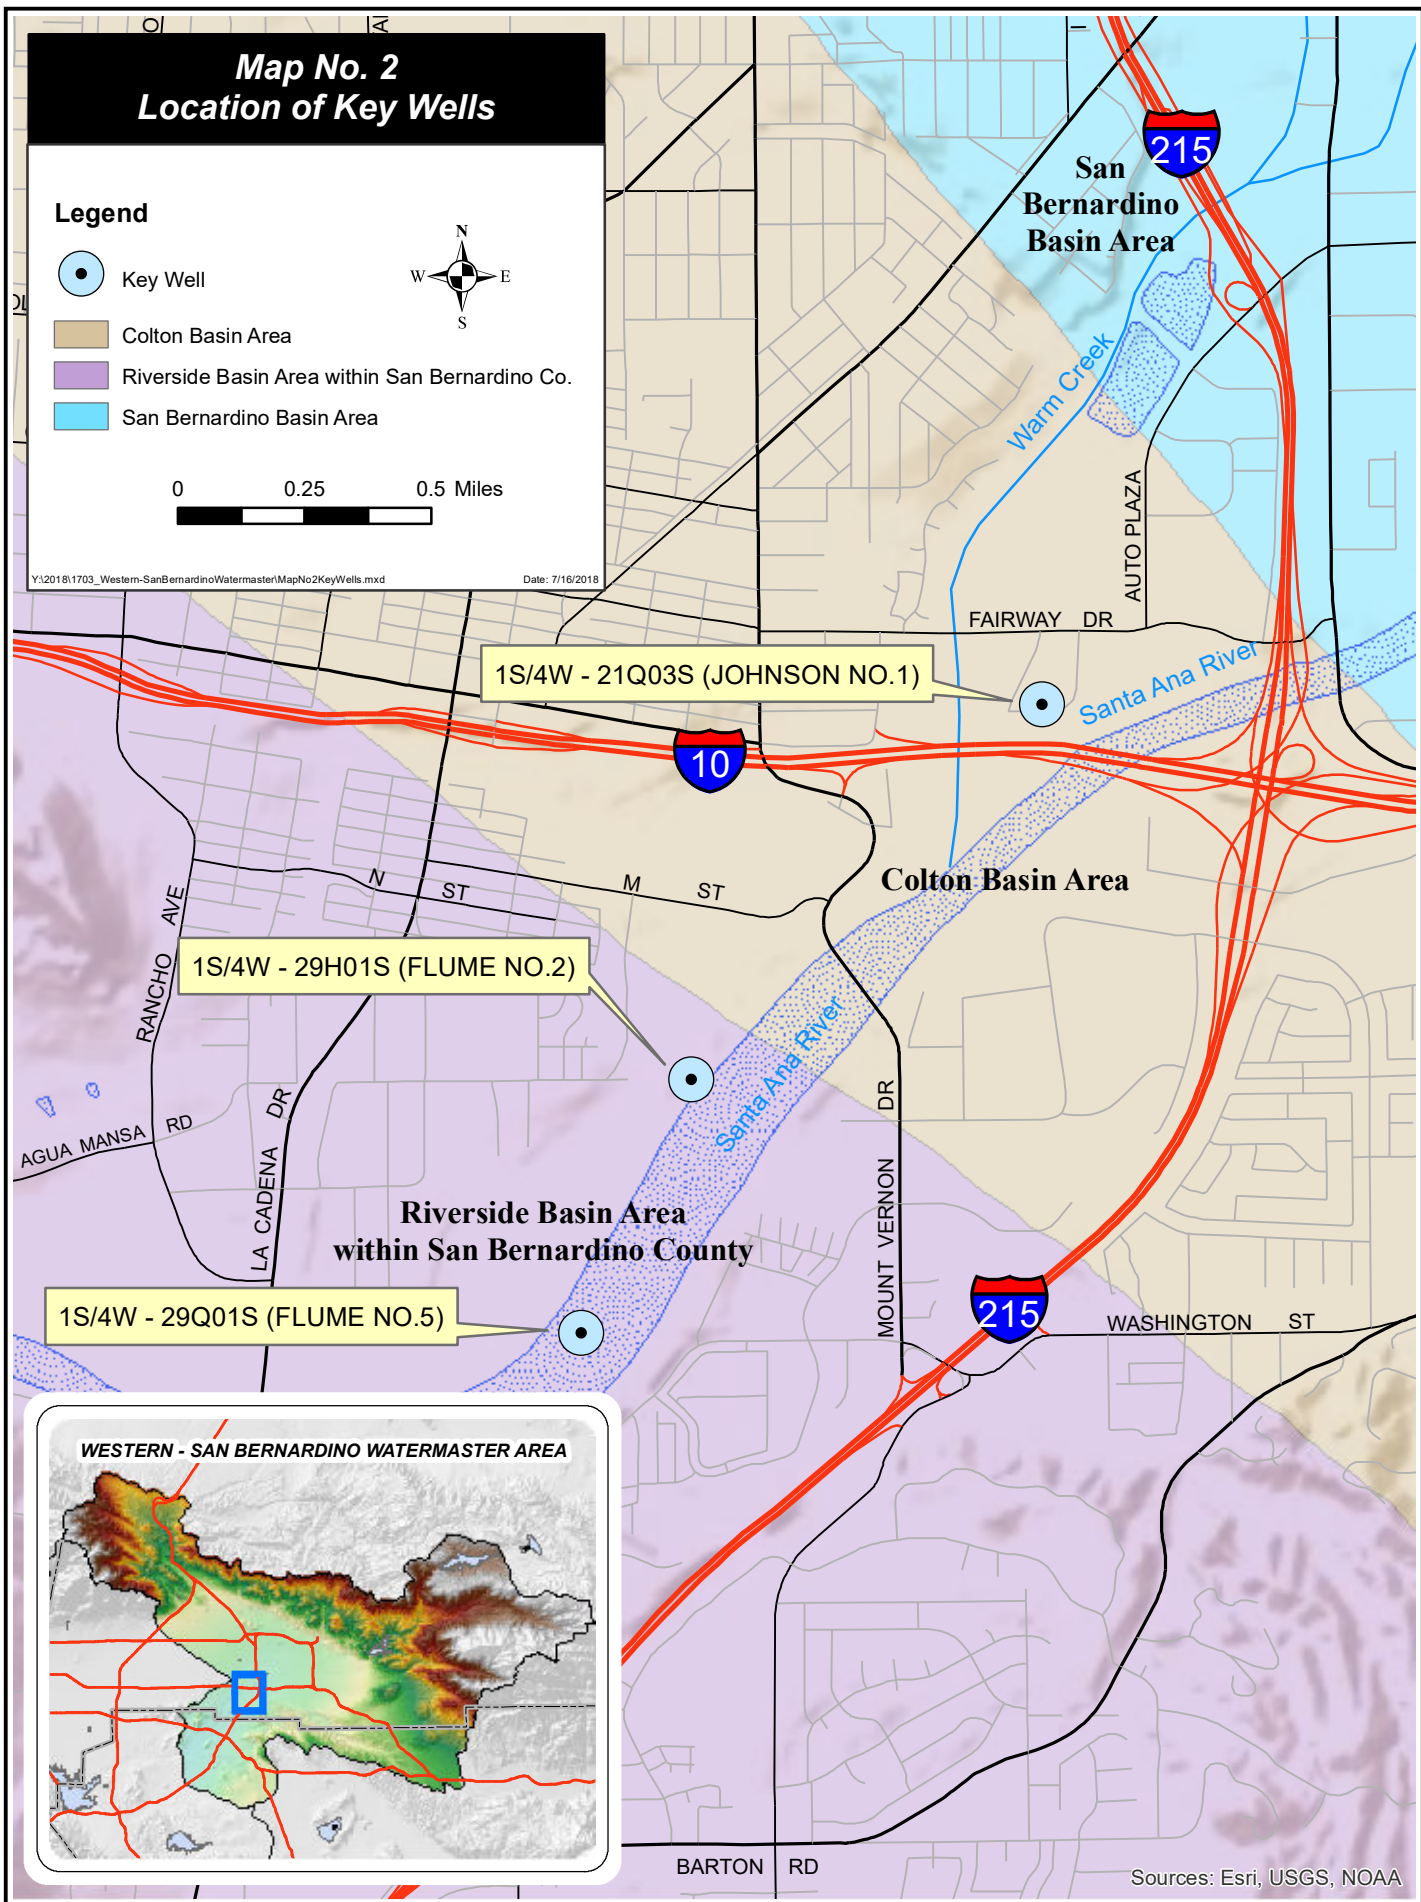 Map No. 2
Location of Key Wells
Legend
N
W
E
S
Key Well
Colton Basin Area
Riverside Basin Area within San Bernardino Co.
San Bernardino Basin Area
0
0.25
0.5 Miles
Y:\2018\1703_Western-SanBernardinoWatermaster\MapNo2KeyWells.mxd
Date: 7/16/2018
215
San
Bernardino
Basin Area
Warm Creek
AUTO PLAZA
FAIRWAY DR
1S/4W - 21Q03S (JOHNSON NO.1)
Santa Ana River
10
Colton Basin Area
N ST
M ST
RANCHO AVE
1S/4W - 29H01S (FLUME NO.2)
Santa Ana River
AGUA MANSA RD
LA CADENA DR
MOUNT VERNON DR
Riverside Basin Area
within San Bernardino County
1S/4W - 29Q01S (FLUME NO.5)
215
WASHINGTON ST
WESTERN - SAN BERNARDINO WATERMASTER AREA
BARTON RD
Sources: Esri, USGS, NOAA